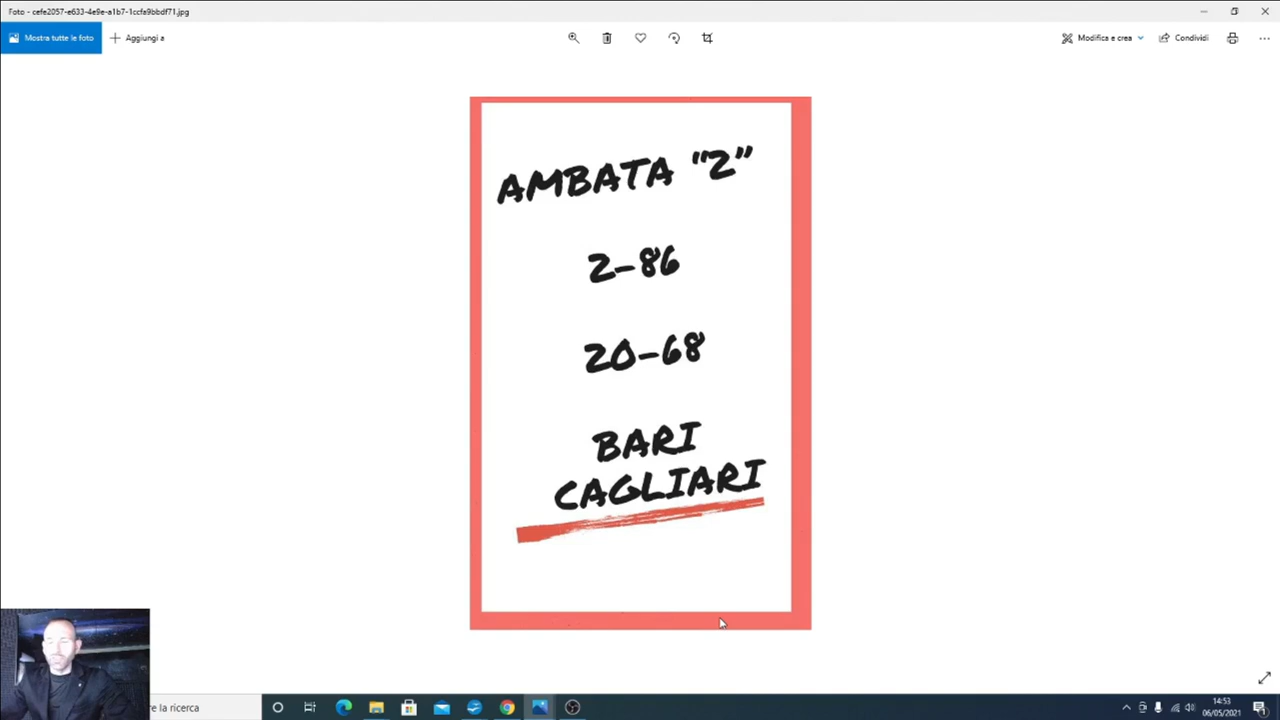 Foto - cefe2057-e633-4e9e-a1b7-1ccfa9bbdf71.jpg
Mostra tutte le foto
Aggiungi a
Modifica e crea
Condividi
AMBATA "2"
2-86
20-68
BARI
CAGLIARI
re la ricerca
14:53
06/05/2021